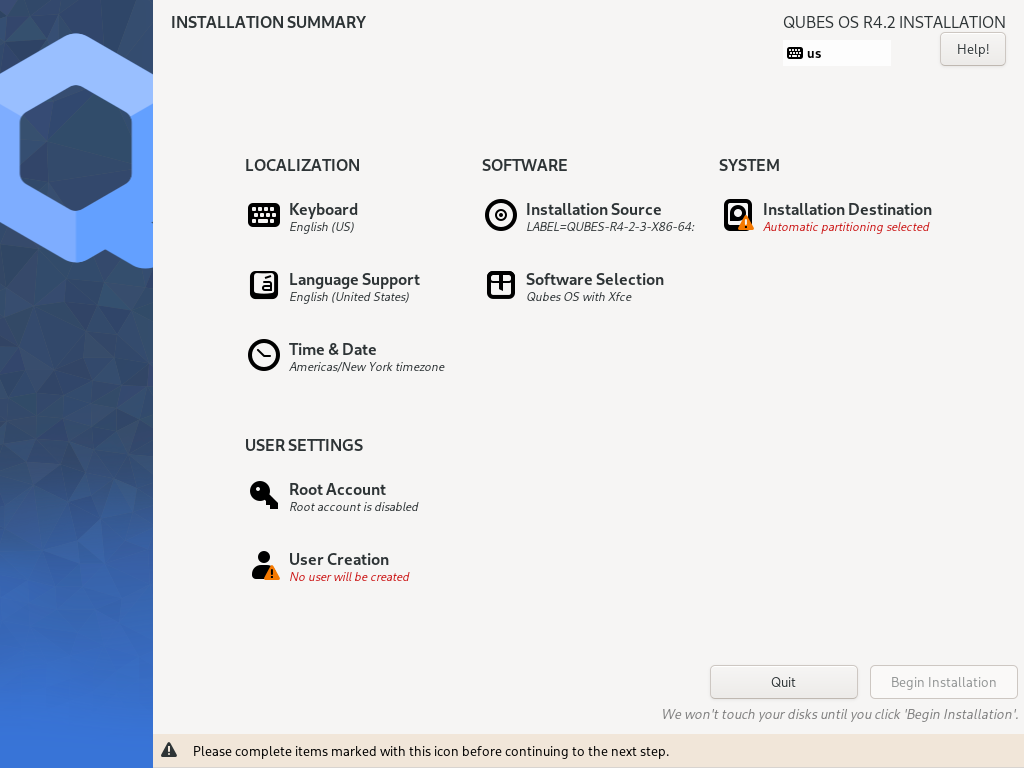 INSTALLATION SUMMARY
QUBES OS R4.2 INSTALLATION
us
Help!
LOCALIZATION
Keyboard
English (US)
Language Support
English (United States)
Time & Date
Americas/New York timezone
SOFTWARE
Installation Source
LABEL=QUBES-R4-2-3-X86-64:
Software Selection
Qubes OS with Xfce
SYSTEM
Installation Destination
Automatic partitioning selected
USER SETTINGS
Root Account
Root account is disabled
User Creation
No user will be created
Quit
Begin Installation
We won't touch your disks until you click 'Begin Installation'.
Please complete items marked with this icon before continuing to the next step.